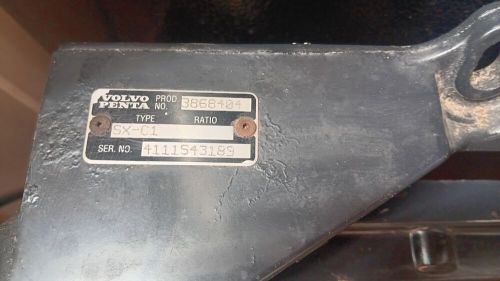 VOLVO PENTA PROD NO. 3868404
TYPE RATIO
SX-C1
SER. NO. 4111543189